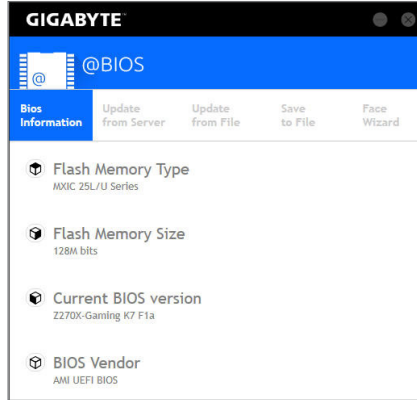 GIGABYTE™
@BIOS
Bios Information
Update from Server
Update from File
Save to File
Face Wizard
Flash Memory Type
MXIC 25L/U Series
Flash Memory Size
128M bits
Current BIOS version
Z270X-Gaming K7 F1a
BIOS Vendor
AMI UEFI BIOS